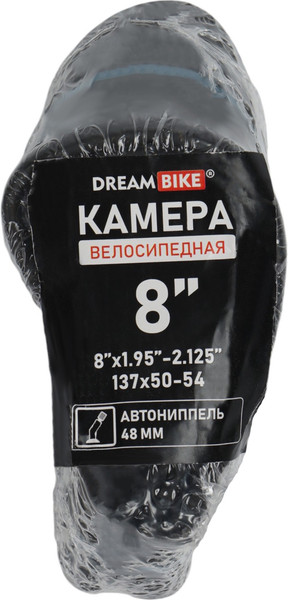 DREAM BIKE®
КАМЕРА
ВЕЛОСИПЕДНАЯ
8”
8”x1.95”-2.125”
137x50-54
АВТОНИППЕЛЬ
48 ММ